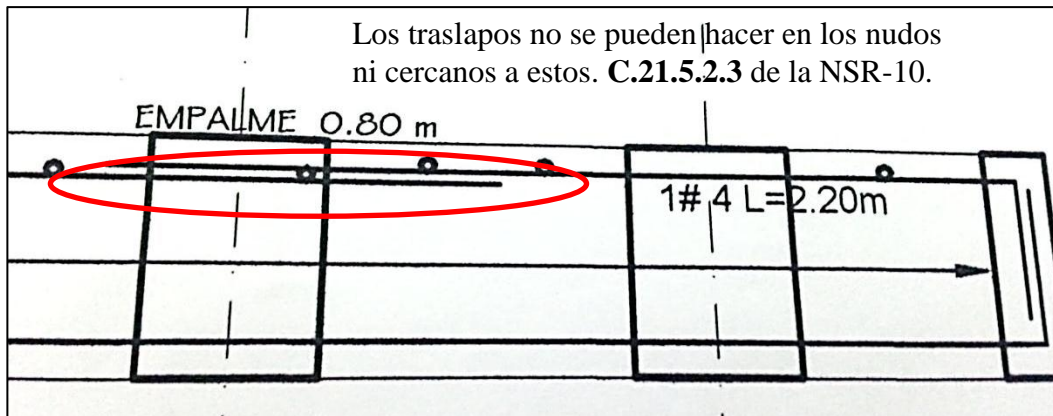 Los traslapos no se pueden hacer en los nudos
ni cercanos a estos. C.21.5.2.3 de la NSR-10.
EMPALME 0.80 m
1# 4 L=2.20m